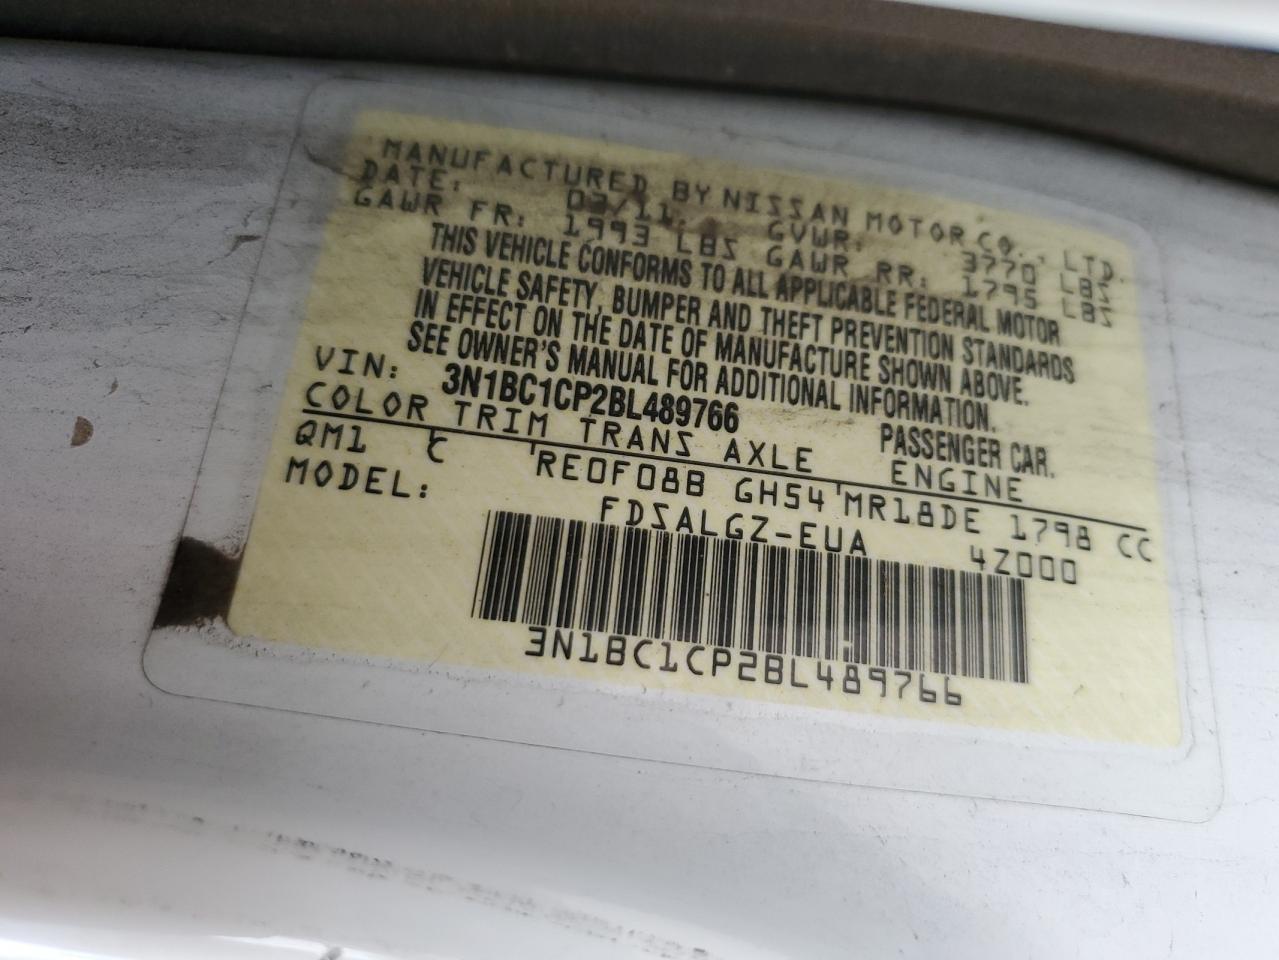 MANUFACTURED BY NISSAN MOTOR CO., LTD.
DATE: 03/11 GVWR: 3770 LBS
GAWR FR: 1993 LBS GAWR RR: 1795 LBS
THIS VEHICLE CONFORMS TO ALL APPLICABLE FEDERAL MOTOR
VEHICLE SAFETY, BUMPER AND THEFT PREVENTION STANDARDS
IN EFFECT ON THE DATE OF MANUFACTURE SHOWN ABOVE.
SEE OWNER'S MANUAL FOR ADDITIONAL INFORMATION.
VIN: 3N1BC1CP2BL489766 PASSENGER CAR.
COLOR TRIM TRANS AXLE ENGINE
QM1 C RE0F08B GH54 MR18DE 1798 CC
MODEL: FDSALGZ-EUA 4Z000
3N1BC1CP2BL489766